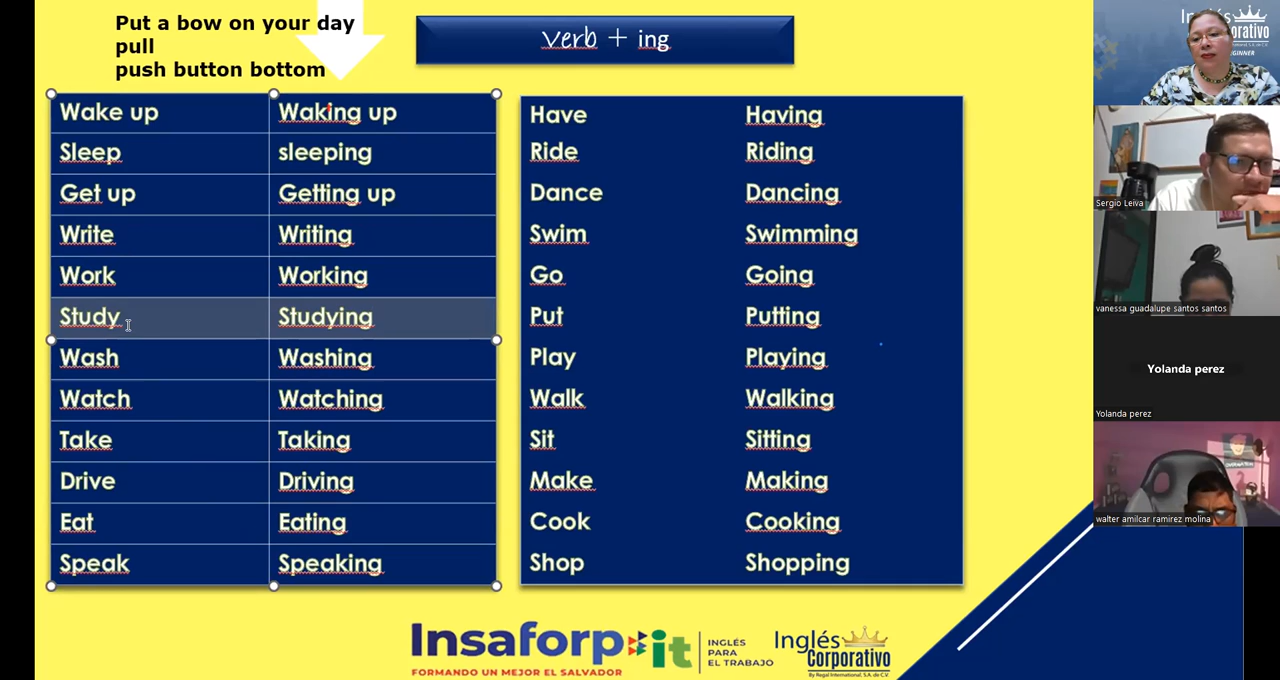 Put a bow on your day
pull
push button bottom
verb + ing
Wake up Waking up
Sleep sleeping
Get up Getting up
Write Writing
Work Working
Study Studying
Wash Washing
Watch Watching
Take Taking
Drive Driving
Eat Eating
Speak Speaking
Have Having
Ride Riding
Dance Dancing
Swim Swimming
Go Going
Put Putting
Play Playing
Walk Walking
Sit Sitting
Make Making
Cook Cooking
Shop Shopping
Insaforp it
FORMANDO UN MEJOR EL SALVADOR
INGLÉS
PARA
EL TRABAJO
Inglés
Corporativo
By Regal International, S.A. de C.V.
Sergio Leiva
vanessa guadalupe santos santos
Yolanda perez
Yolanda perez
walter amilcar ramirez molina